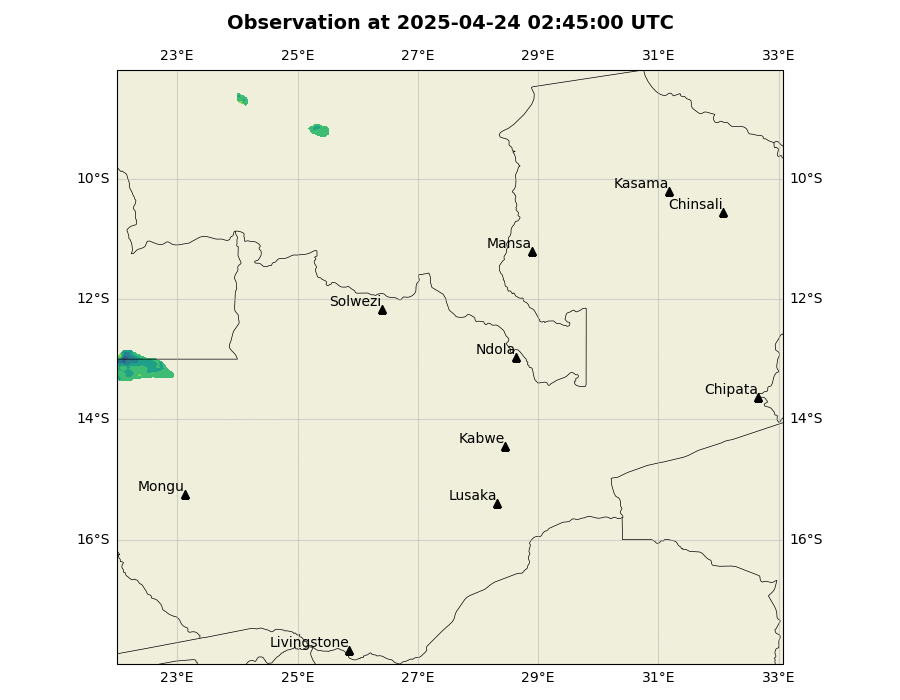 Observation at 2025-04-24 02:45:00 UTC
23°E 25°E 27°E 29°E 31°E 33°E
10°S 10°S
Kasama
Chinsali
Mansa
12°S 12°S
Solwezi
Ndola
Chipata
14°S 14°S
Kabwe
Mongu
Lusaka
16°S 16°S
Livingstone
23°E 25°E 27°E 29°E 31°E 33°E